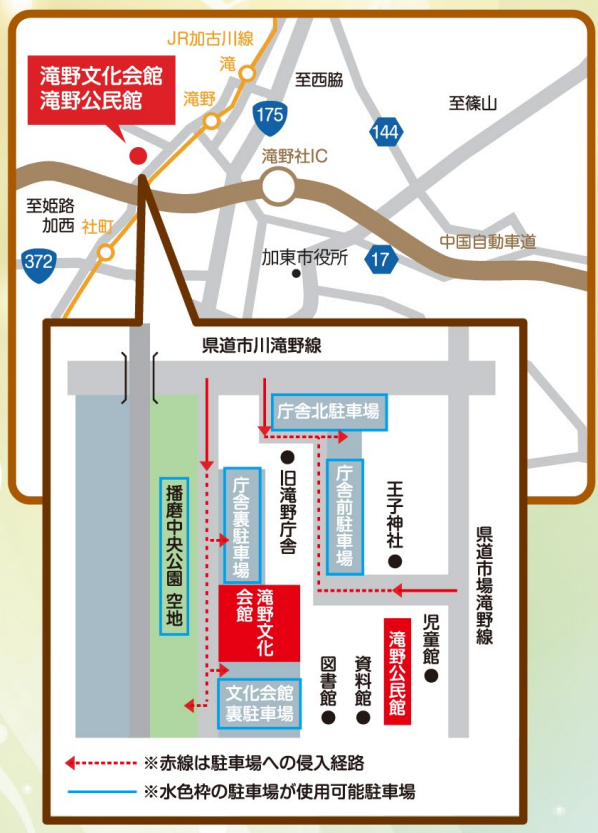 JR加古川線
滝
滝野文化会館
滝野公民館
滝野
至西脇
175
144
至篠山
滝野社IC
至姫路
加西
社町
372
加東市役所
17
中国自動車道
県道市川滝野線
庁舎北駐車場
庁舎裏駐車場
旧滝野庁舎
庁舎前駐車場
王子神社
播磨中央公園 空地
県道市場滝野線
滝野文化
会館
児童館
滝野公民館
図書館
資料館
文化会館
裏駐車場
※赤線は駐車場への侵入経路
※水色枠の駐車場が使用可能駐車場